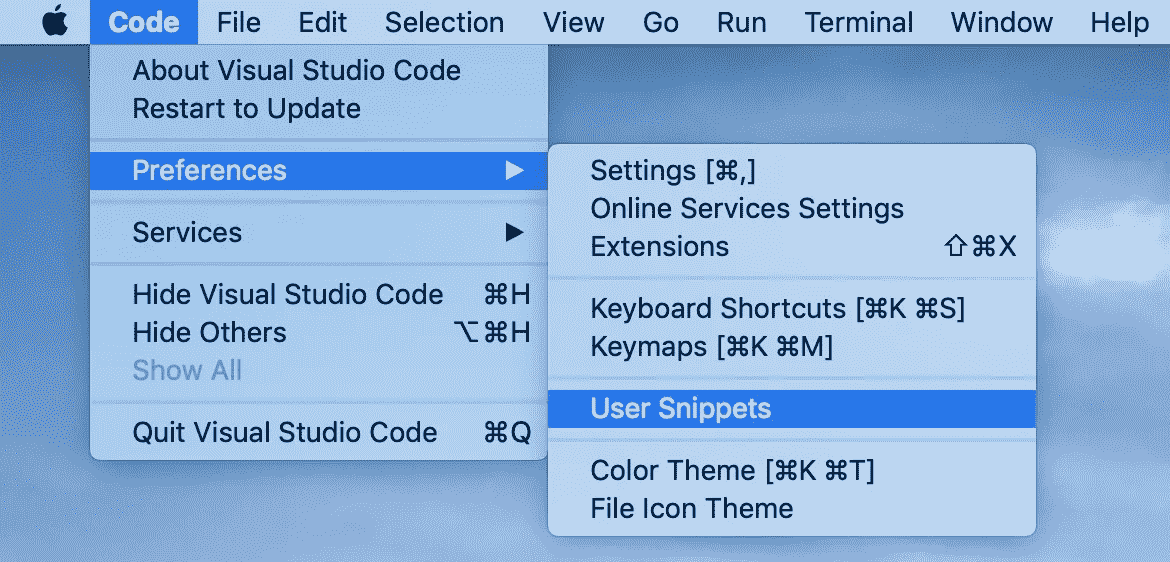 Code File Edit Selection View Go Run Terminal Window Help
About Visual Studio Code
Restart to Update
Preferences ▶
Services ▶
Hide Visual Studio Code ⌘H
Hide Others ⌥⌘H
Show All
Quit Visual Studio Code ⌘Q
Settings [⌘,]
Online Services Settings
Extensions ⇧⌘X
Keyboard Shortcuts [⌘K ⌘S]
Keymaps [⌘K ⌘M]
User Snippets
Color Theme [⌘K ⌘T]
File Icon Theme